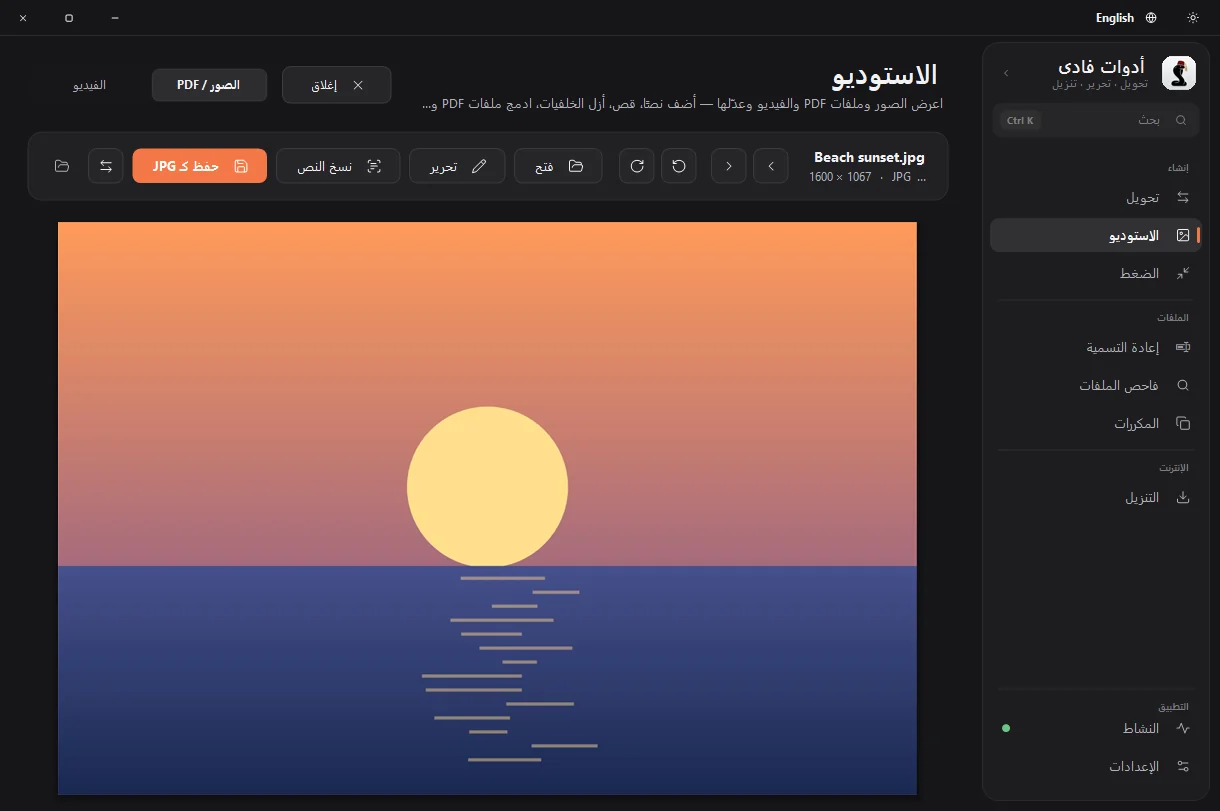 English
أدوات فادى
تحويل · تحرير · تنزيل
بحث
Ctrl K
إنشاء
تحويل
الاستوديو
الضغط
الملفات
إعادة التسمية
فاحص الملفات
المكررات
الإنترنت
التنزيل
التطبيق
النشاط
الإعدادات
الاستوديو
اعرض الصور وملفات PDF والفيديو وعدّلها — أضف نصًا، قص، أزل الخلفيات، ادمج ملفات PDF و...
إغلاق
الصور / PDF
الفيديو
Beach sunset.jpg
1600 × 1067 · JPG ...
فتح
تحرير
نسخ النص
حفظ كـ JPG